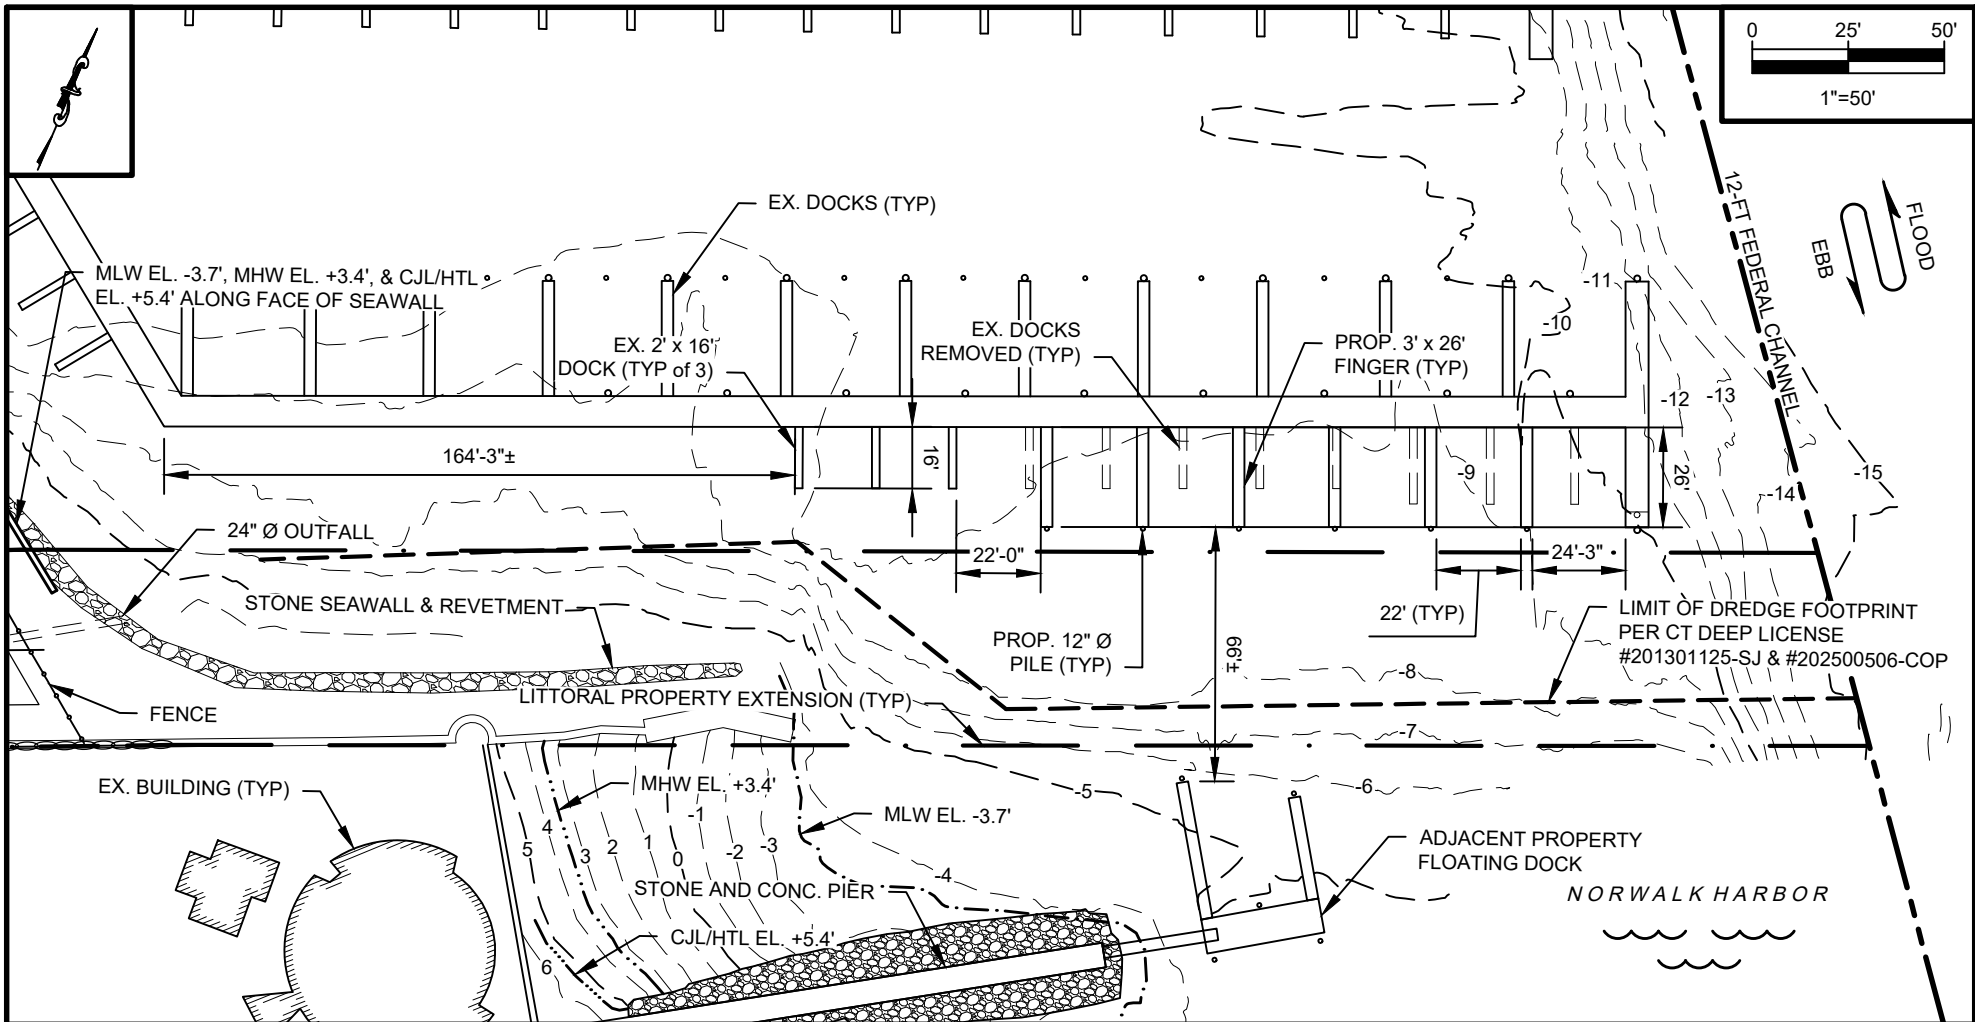 0 25' 50'
1"=50'
12-FT FEDERAL CHANNEL
FLOOD
EBB
EX. DOCKS (TYP)
MLW EL. -3.7', MHW EL. +3.4', & CJL/HTL
EL. +5.4' ALONG FACE OF SEAWALL
EX. 2' x 16'
DOCK (TYP of 3)
EX. DOCKS
REMOVED (TYP)
PROP. 3' x 26'
FINGER (TYP)
-11
-10
-12
-13
164'-3"±
16'
-9
26'
-14
-15
24" Ø OUTFALL
22'-0"
24'-3"
STONE SEAWALL & REVETMENT
PROP. 12" Ø
PILE (TYP)
66'±
22' (TYP)
LIMIT OF DREDGE FOOTPRINT
PER CT DEEP LICENSE
#201301125-SJ & #202500506-COP
-8
LITTORAL PROPERTY EXTENSION (TYP)
FENCE
-7
EX. BUILDING (TYP)
MHW EL. +3.4'
-5
-6
MLW EL. -3.7'
5
4
3
2
1
0
-1
-2
-3
-4
ADJACENT PROPERTY
FLOATING DOCK
STONE AND CONC. PIER
NORWALK HARBOR
CJL/HTL EL. +5.4'
6